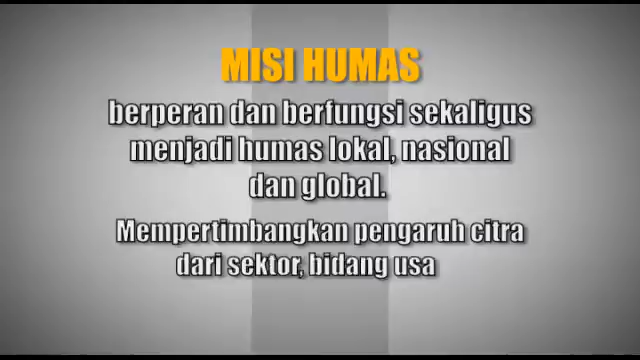 MISI HUMAS
berperan dan berfungsi sekaligus
menjadi humas lokal, nasional
dan global.
Mempertimbangkan pengaruh citra
dari sektor, bidang usa